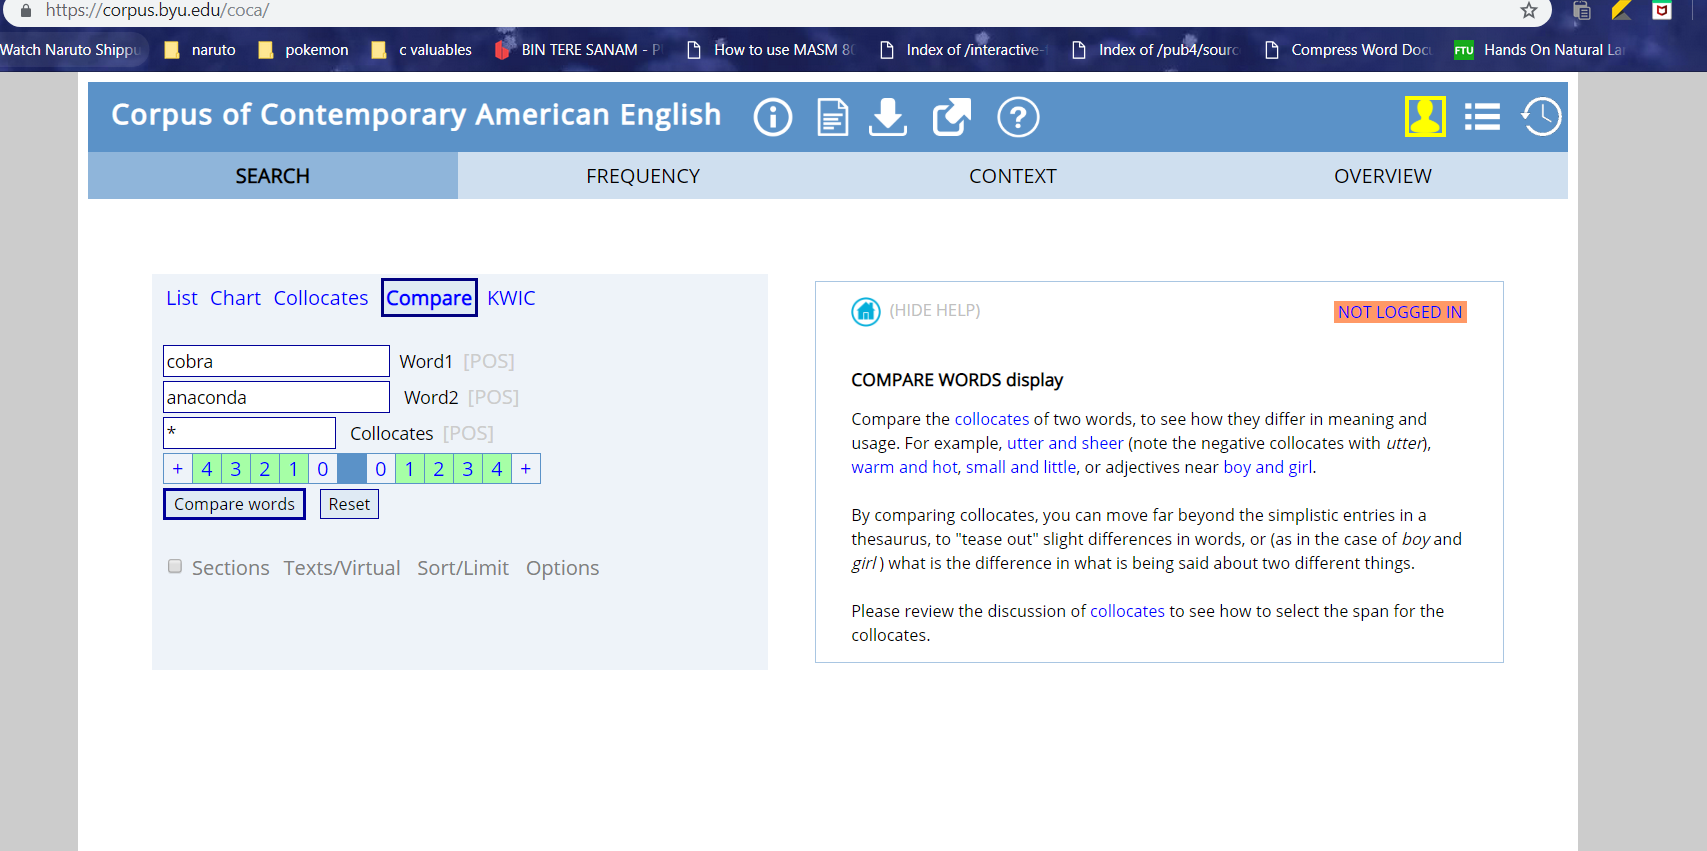 https://corpus.byu.edu/coca/
Watch Naruto Shippu naruto pokemon c valuables BIN TERE SANAM - P How to use MASM 8 Index of /interactive- Index of /pub4/sourc Compress Word Docu FTU Hands On Natural La
Corpus of Contemporary American English
SEARCH FREQUENCY CONTEXT OVERVIEW
List Chart Collocates Compare KWIC
cobra Word1 [POS]
anaconda Word2 [POS]
* Collocates [POS]
+ 4 3 2 1 0 0 1 2 3 4 +
Compare words Reset
Sections Texts/Virtual Sort/Limit Options
(HIDE HELP) NOT LOGGED IN
COMPARE WORDS display
Compare the collocates of two words, to see how they differ in meaning and
usage. For example, utter and sheer (note the negative collocates with utter),
warm and hot, small and little, or adjectives near boy and girl.
By comparing collocates, you can move far beyond the simplistic entries in a
thesaurus, to "tease out" slight differences in words, or (as in the case of boy and
girl ) what is the difference in what is being said about two different things.
Please review the discussion of collocates to see how to select the span for the
collocates.